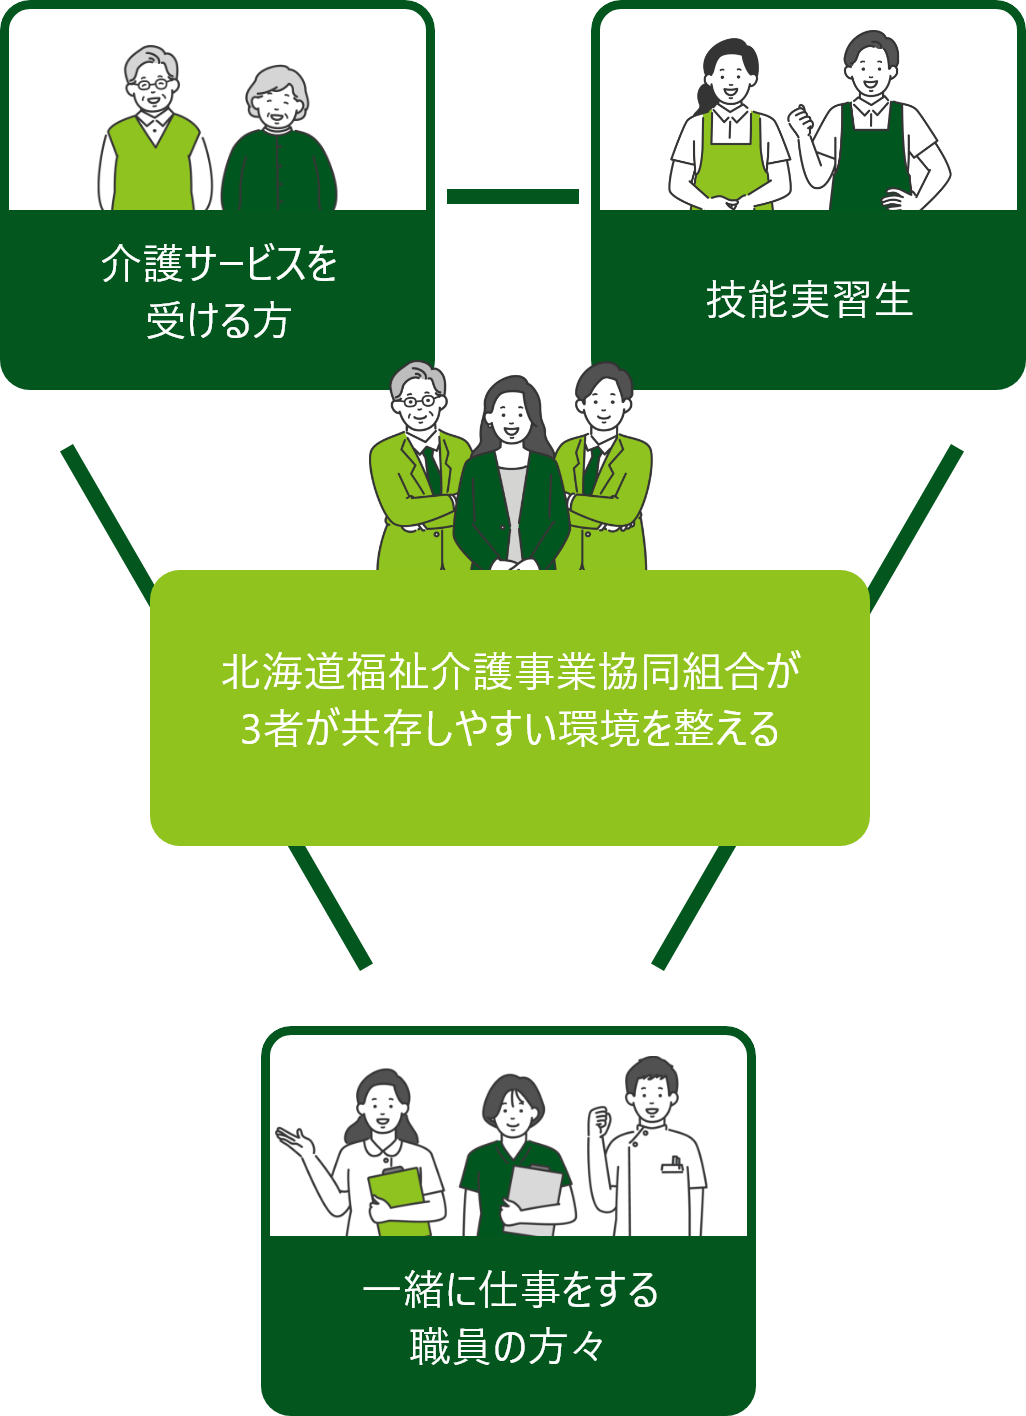 介護サービスを
受ける方
技能実習生
北海道福祉介護事業協同組合が
3者が共存しやすい環境を整える
一緒に仕事をする
職員の方々